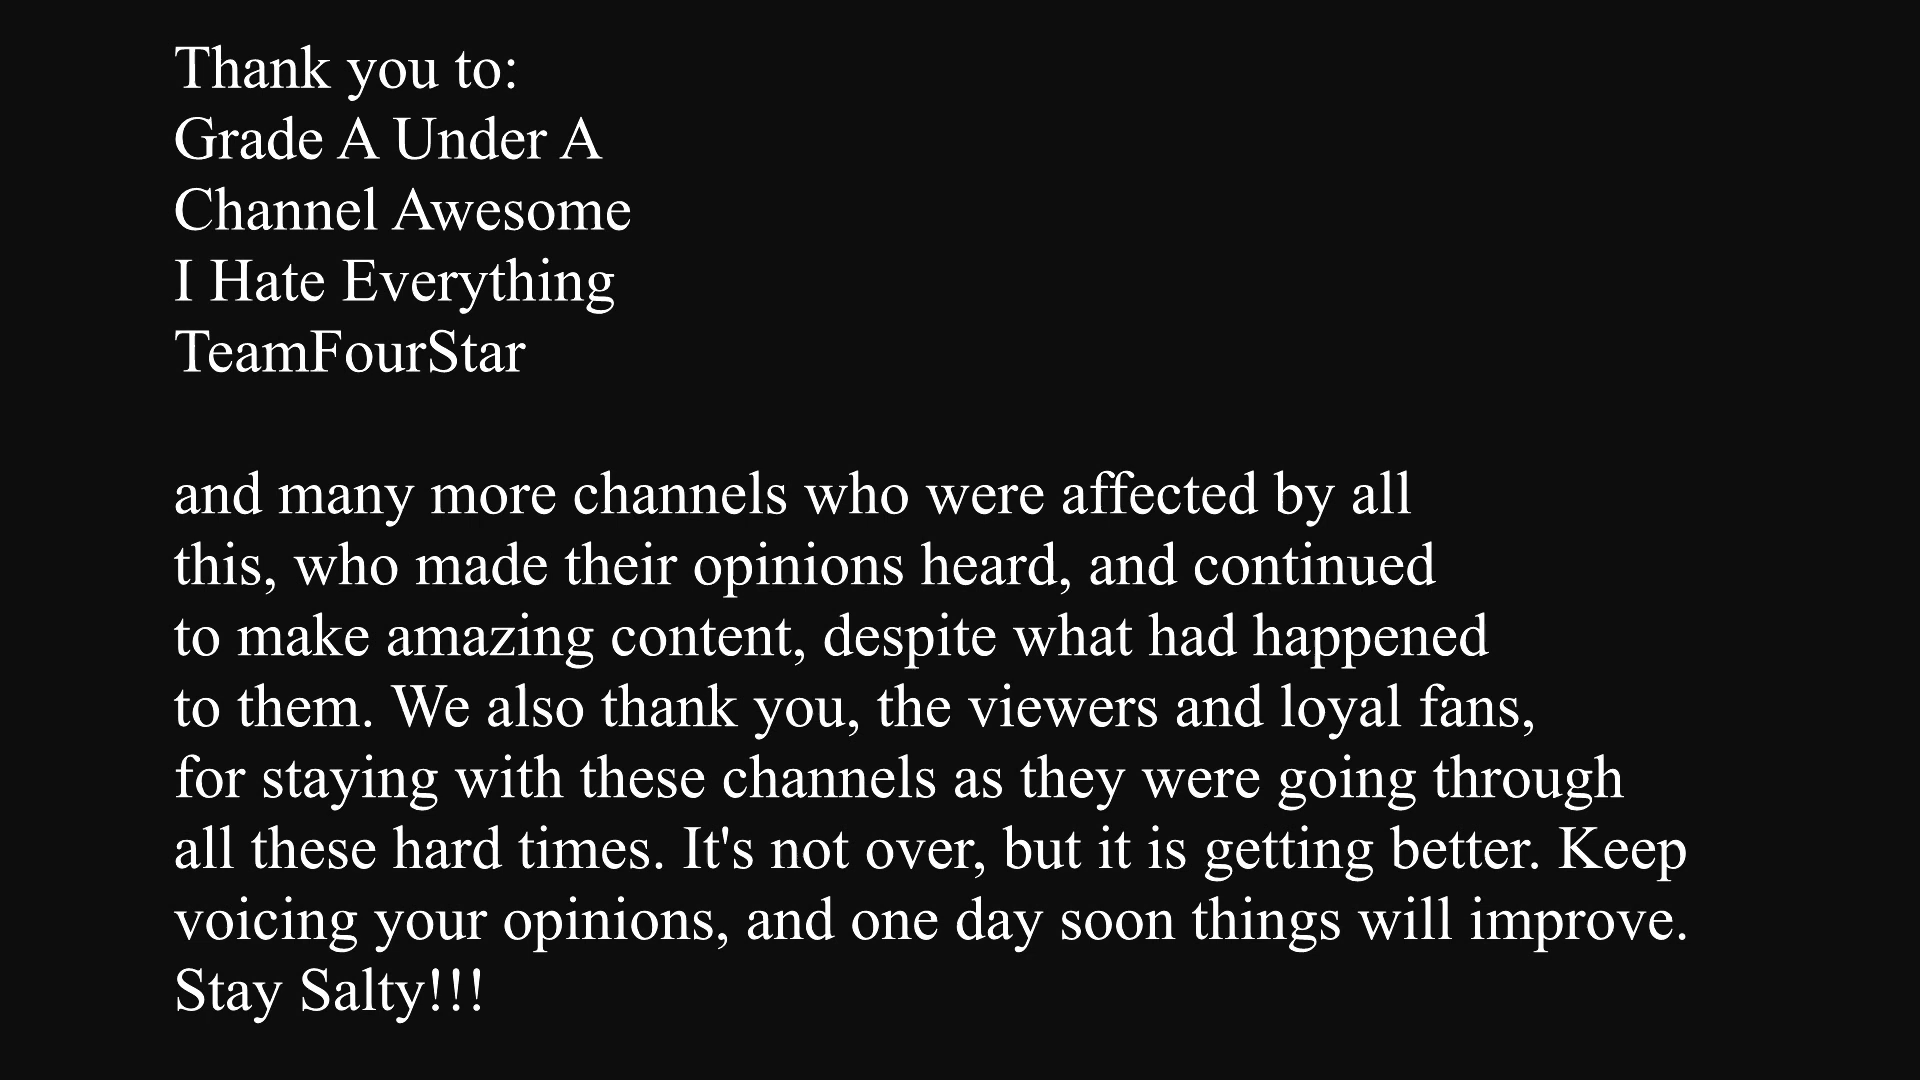 Thank you to:
Grade A Under A
Channel Awesome
I Hate Everything
TeamFourStar
and many more channels who were affected by all
this, who made their opinions heard, and continued
to make amazing content, despite what had happened
to them. We also thank you, the viewers and loyal fans,
for staying with these channels as they were going through
all these hard times. It's not over, but it is getting better. Keep
voicing your opinions, and one day soon things will improve.
Stay Salty!!!